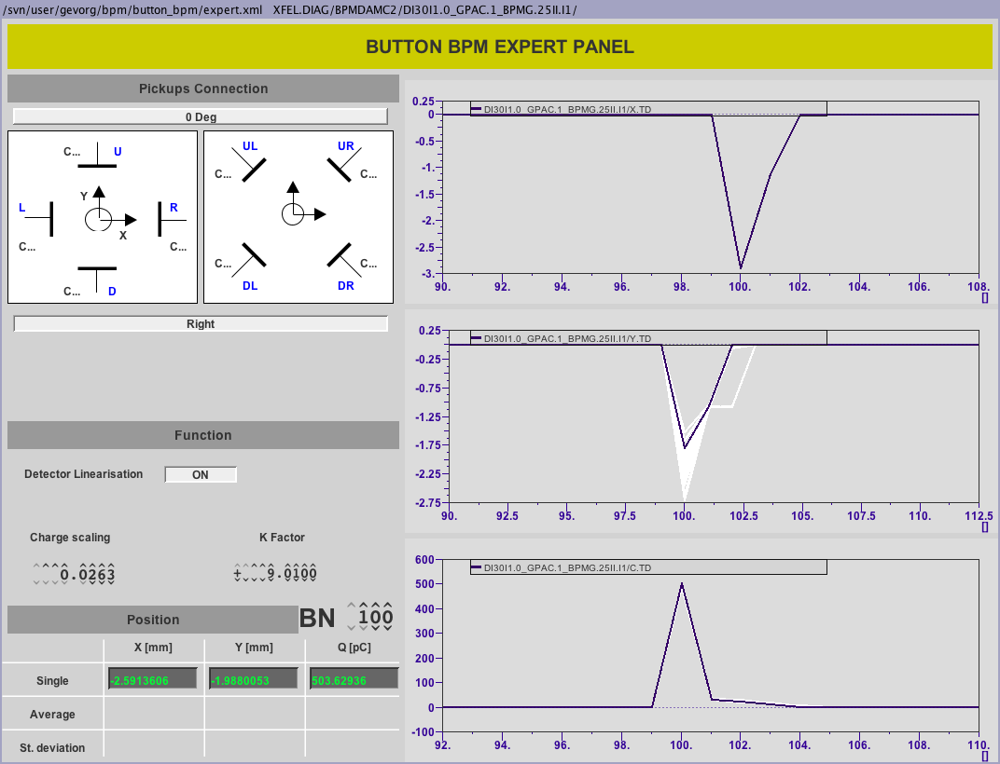 /svn/user/gevorg/bpm/button_bpm/expert.xml XFEL.DIAG/BPMDAMC2/DI30I1.0_GPAC.1_BPMG.25II.I1/
BUTTON BPM EXPERT PANEL
Pickups Connection
0 Deg
C... U
L
Y
R
X
C...
C...
C... D
UL
UR
C...
C...
C...
C...
DL
DR
Right
Function
Detector Linearisation ON
Charge scaling K Factor
0.0263 + 9.0100
Position BN 100
X [mm] Y [mm] Q [pC]
Single -2.5913606 -1.9880053 503.62936
Average
St. deviation
DI30I1.0_GPAC.1_BPMG.25II.I1/X.TD
0.25
0
-0.5
-1.
-1.5
-2.
-2.5
-3.
90. 92. 94. 96. 98. 100. 102. 104. 106. 108.
[]
DI30I1.0_GPAC.1_BPMG.25II.I1/Y.TD
0.25
-0.25
-0.75
-1.25
-1.75
-2.25
-2.75
90. 92.5 95. 97.5 100. 102.5 105. 107.5 110. 112.5
[]
DI30I1.0_GPAC.1_BPMG.25II.I1/C.TD
600
500
400
300
200
100
0
-100
92. 94. 96. 98. 100. 102. 104. 106. 108. 110.
[]